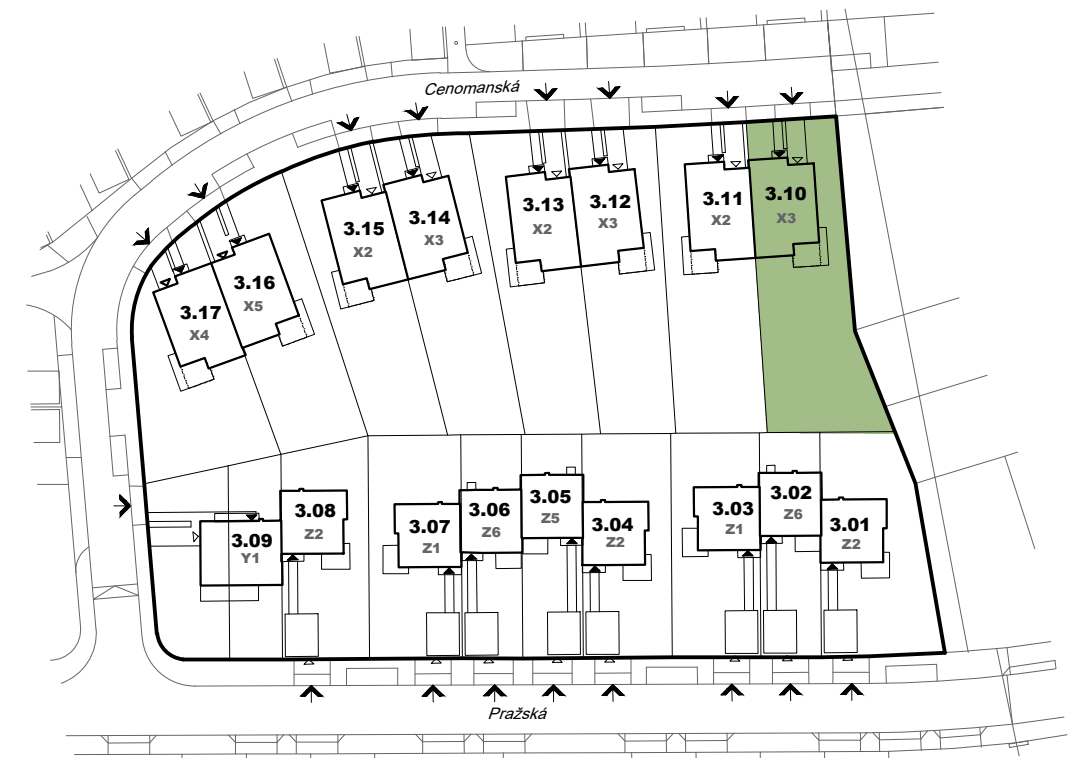 Cenomanská
3.17
X4
3.16
X5
3.15
X2
3.14
X3
3.13
X2
3.12
X3
3.11
X2
3.10
X3
3.09
Y1
3.08
Z2
3.07
Z1
3.06
Z6
3.05
Z5
3.04
Z2
3.03
Z1
3.02
Z6
3.01
Z2
Pražská